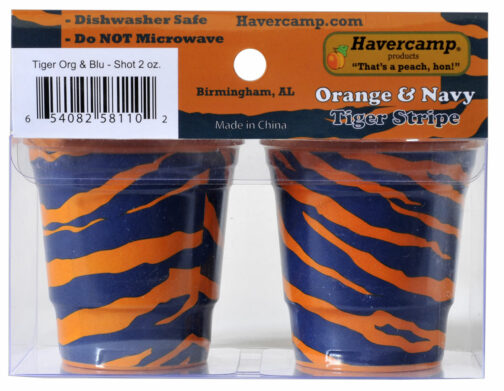 - Dishwasher Safe
- Do NOT Microwave
Havercamp.com
Havercamp®
products
"That's a peach, hon!"
Tiger Org & Blu - Shot 2 oz.
6 54082 58110 2
Birmingham, AL
Made in China
Orange & Navy
Tiger Stripe